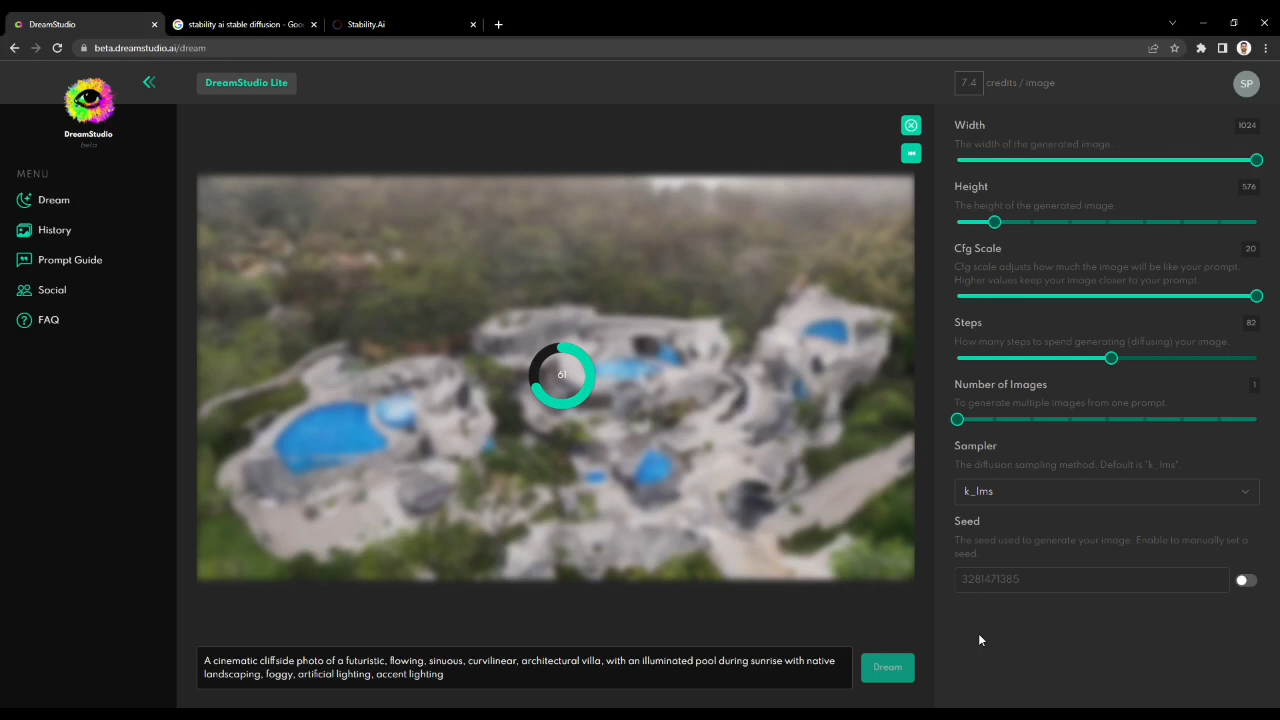 DreamStudio
stability ai stable diffusion - Goo
Stability.Ai
beta.dreamstudio.ai/dream
DreamStudio
beta
MENU
Dream
History
Prompt Guide
Social
FAQ
DreamStudio Lite
7.4 credits / image
SP
61
A cinematic cliffside photo of a futuristic, flowing, sinuous, curvilinear, architectural villa, with an illuminated pool during sunrise with native
landscaping, foggy, artificial lighting, accent lighting
Dream
Width 1024
The width of the generated image.
Height 576
The height of the generated image.
Cfg Scale 20
Cfg scale adjusts how much the image will be like your prompt.
Higher values keep your image closer to your prompt.
Steps 82
How many steps to spend generating (diffusing) your image.
Number of Images 1
To generate multiple images from one prompt.
Sampler
The diffusion sampling method. Default is "k_lms".
k_lms
Seed
The seed used to generate your image. Enable to manually set a
seed.
3281471385